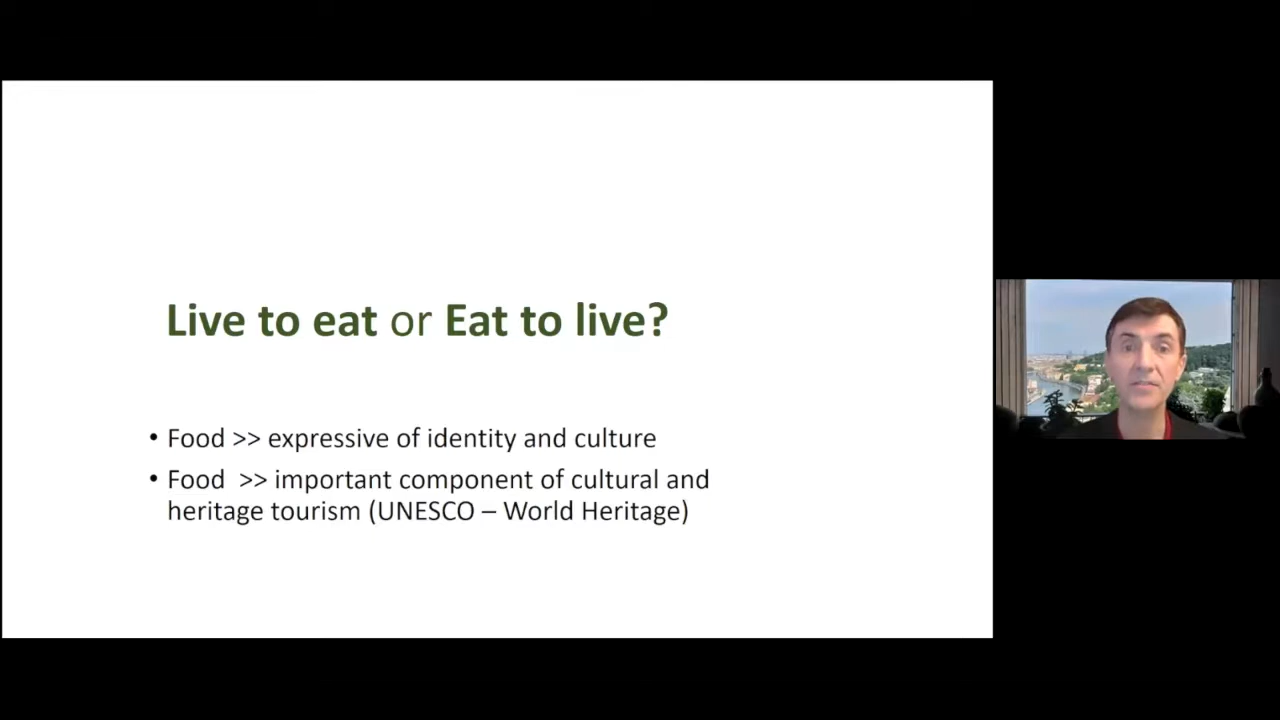 Live to eat or Eat to live?
• Food >> expressive of identity and culture
• Food >> important component of cultural and
heritage tourism (UNESCO – World Heritage)